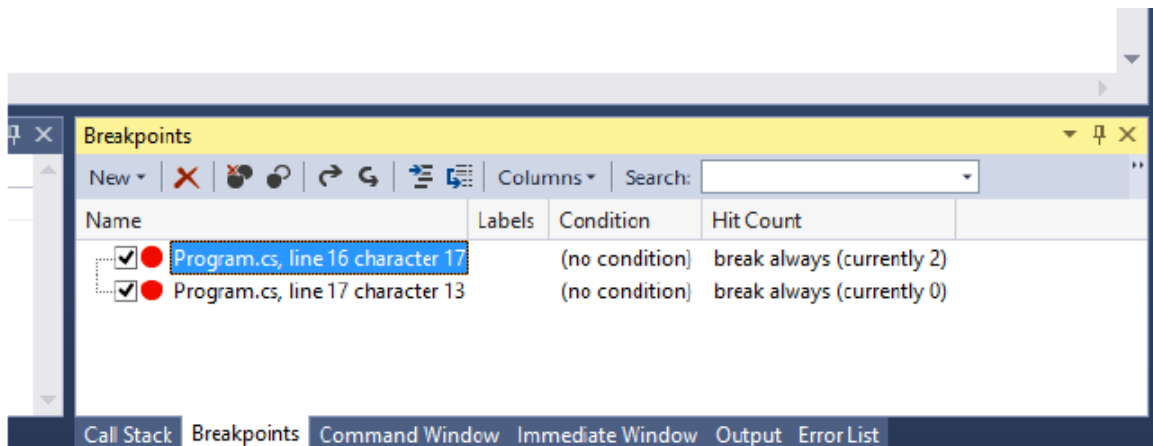 Breakpoints
New Columns Search:
Name Labels Condition Hit Count
Program.cs, line 16 character 17 (no condition) break always (currently 2)
Program.cs, line 17 character 13 (no condition) break always (currently 0)
Call Stack Breakpoints Command Window Immediate Window Output Error List